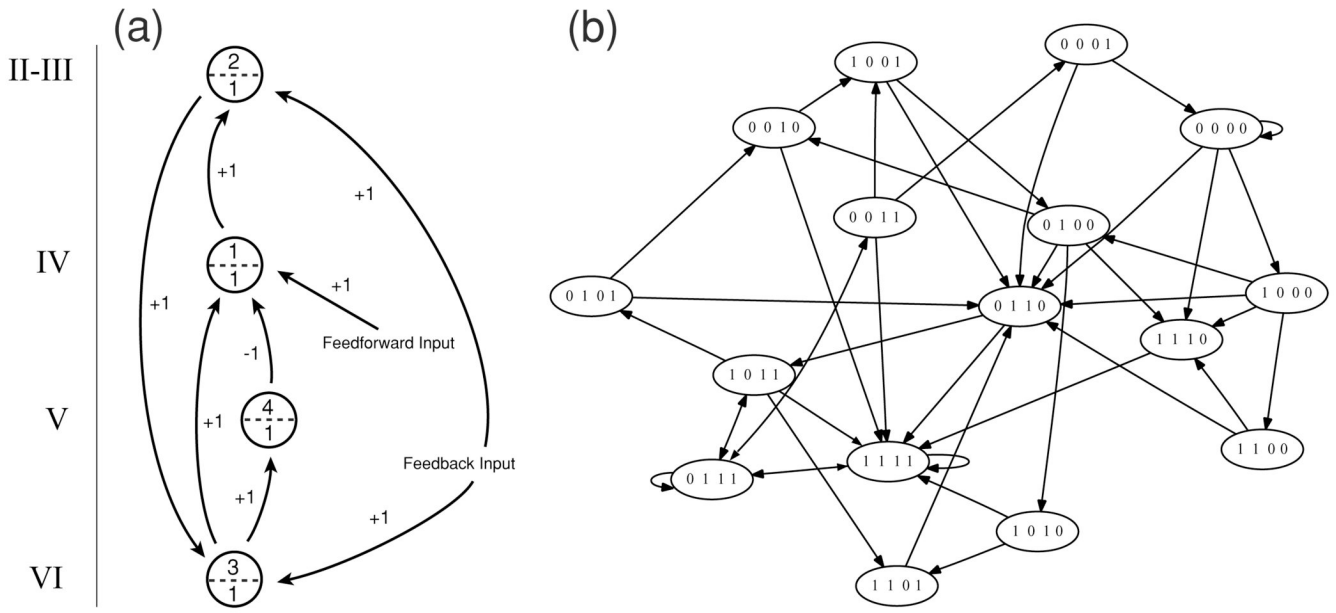 (a)
II-III
2
1
+1
+1
+1
IV
1
1
+1
Feedforward Input
-1
V
4
1
+1
Feedback Input
+1
+1
VI
3
1
(b)
0 0 0 1
1 0 0 1
0 0 1 0
0 0 0 0
0 0 1 1
0 1 0 0
0 1 0 1
0 1 1 0
1 0 0 0
1 1 1 0
1 0 1 1
1 1 0 0
0 1 1 1
1 1 1 1
1 0 1 0
1 1 0 1